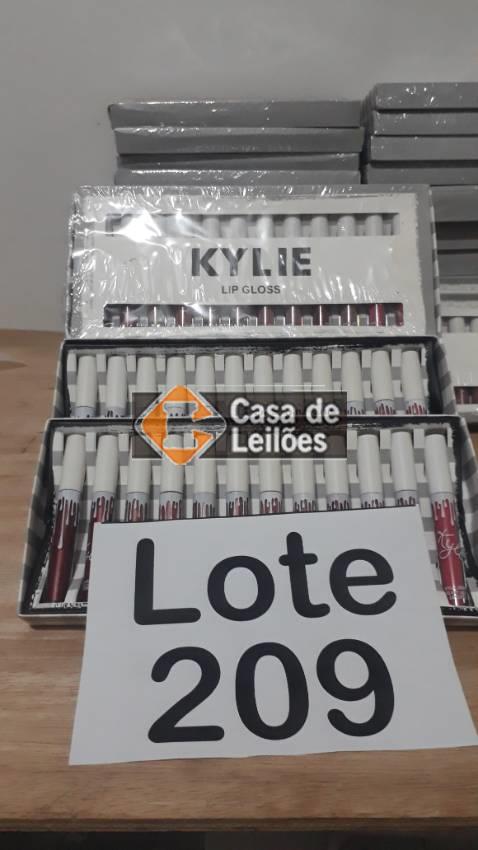 KYLIE
LIP GLOSS
Casa de
Leilões
Lote
209